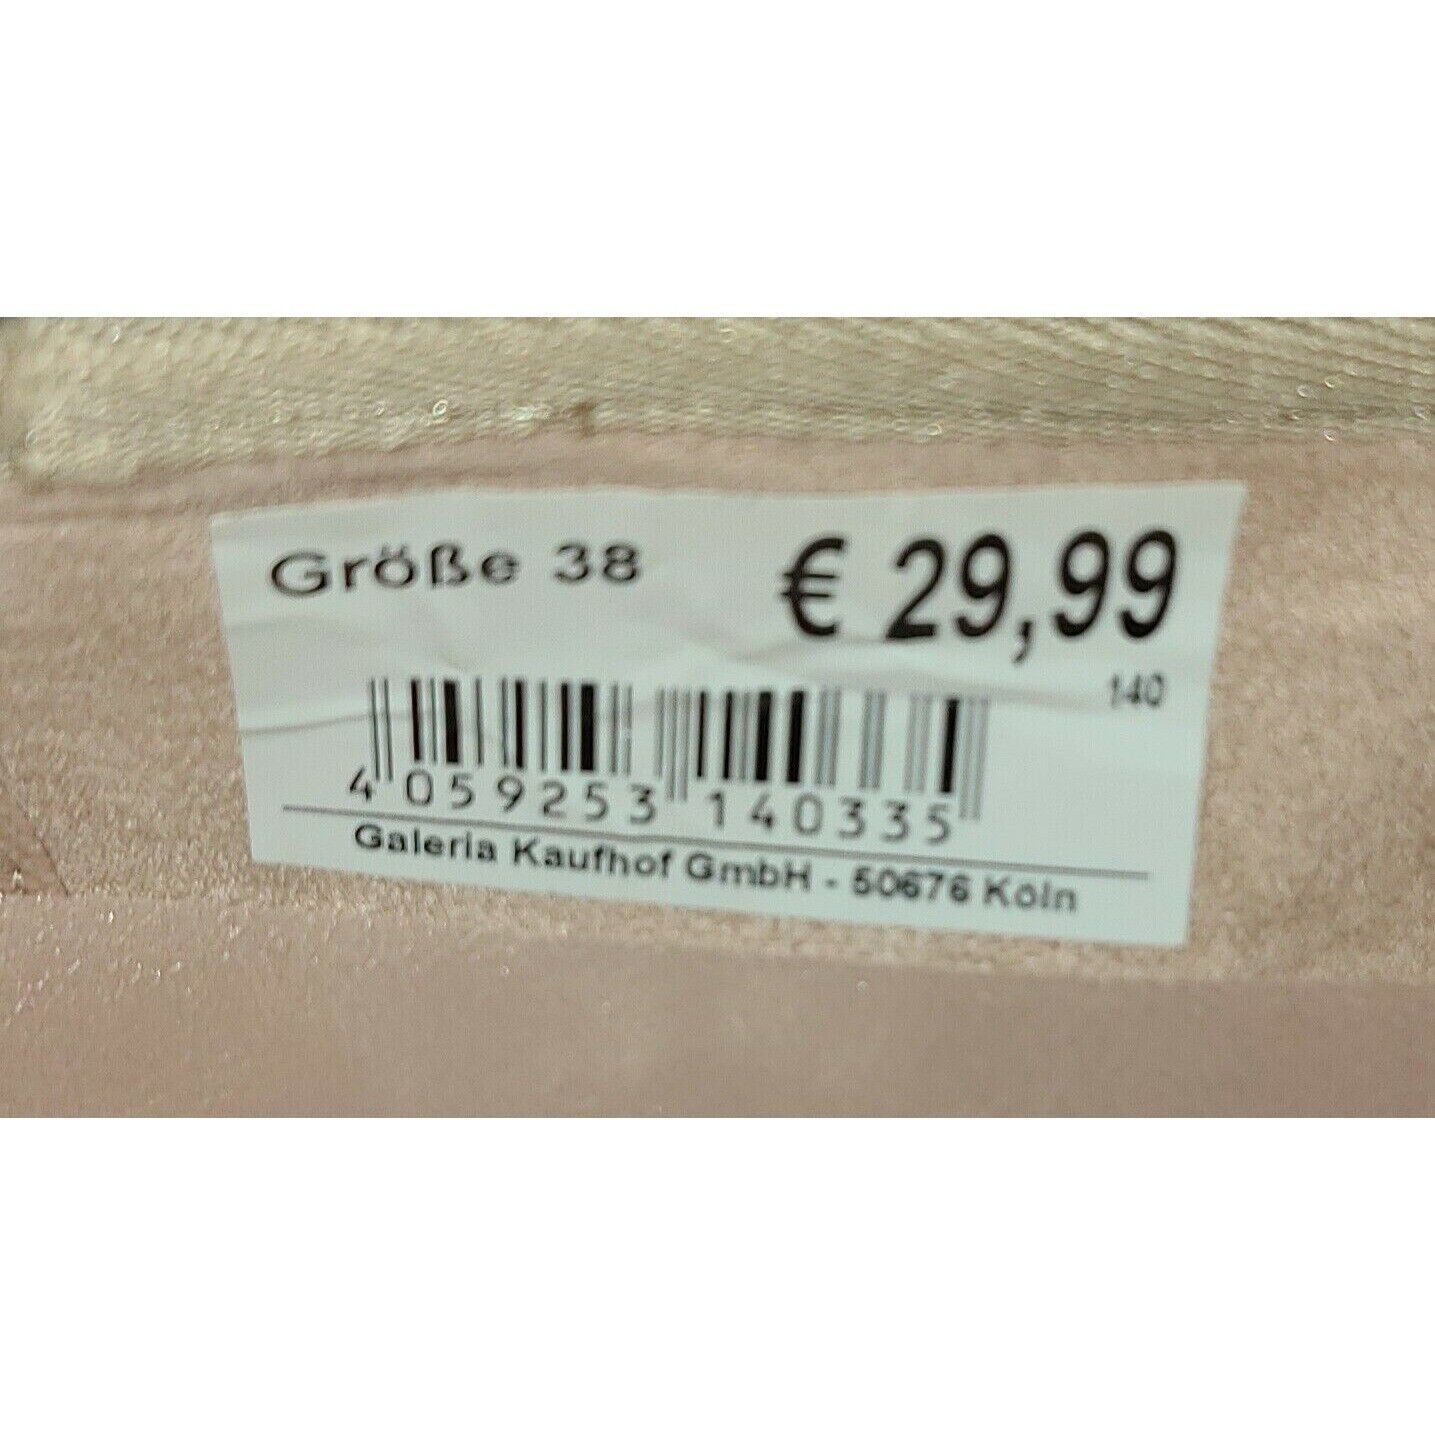 Größe 38 € 29,99
140
4 059253 140335
Galeria Kaufhof GmbH - 50676 Köln